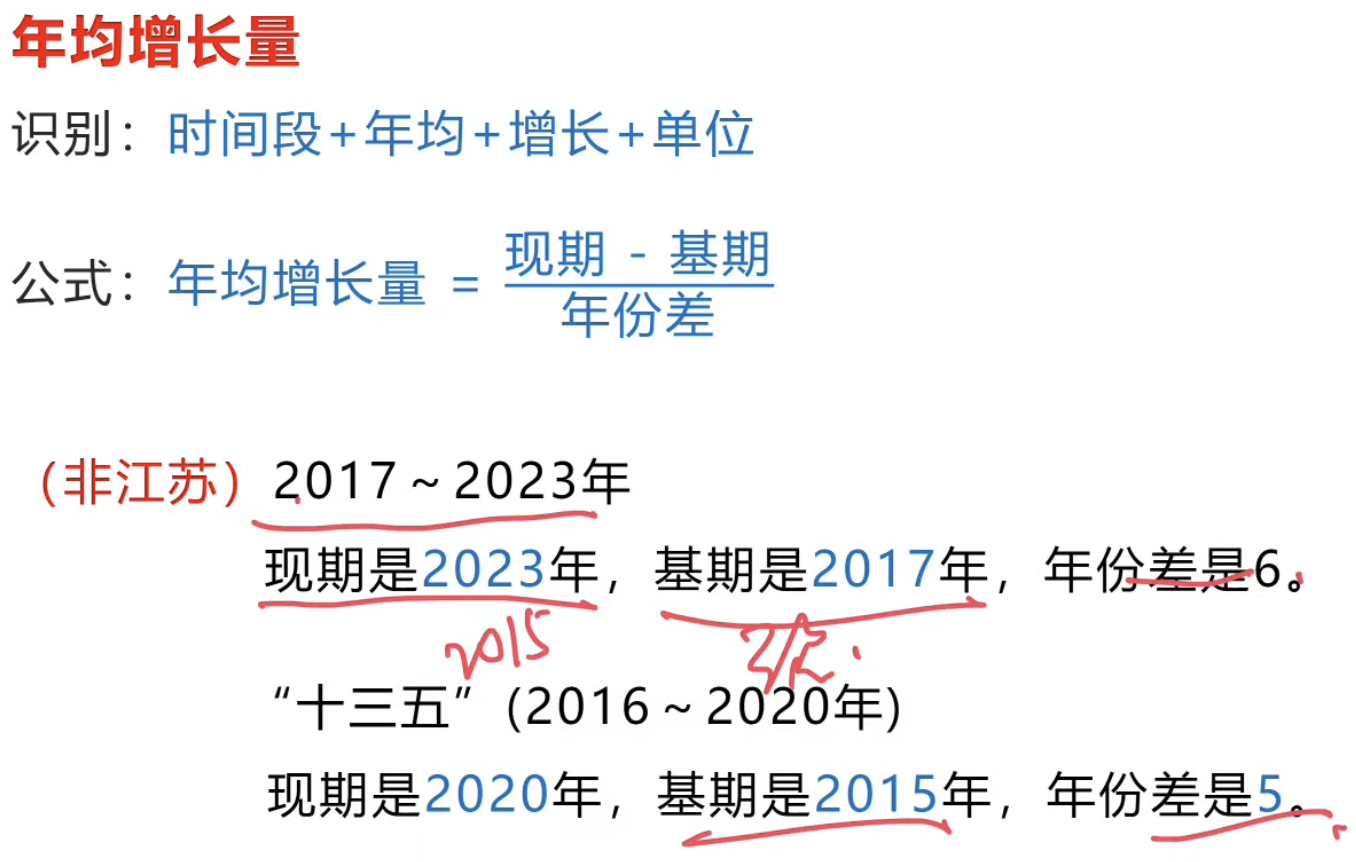 年均增长量
识别：时间段+年均+增长+单位
公式：年均增长量 = 现期 - 基期
年份差
（非江苏）2017～2023年
现期是2023年，基期是2017年，年份差是6。
2015
“十三五”(2016～2020年)
现期是2020年，基期是2015年，年份差是5。